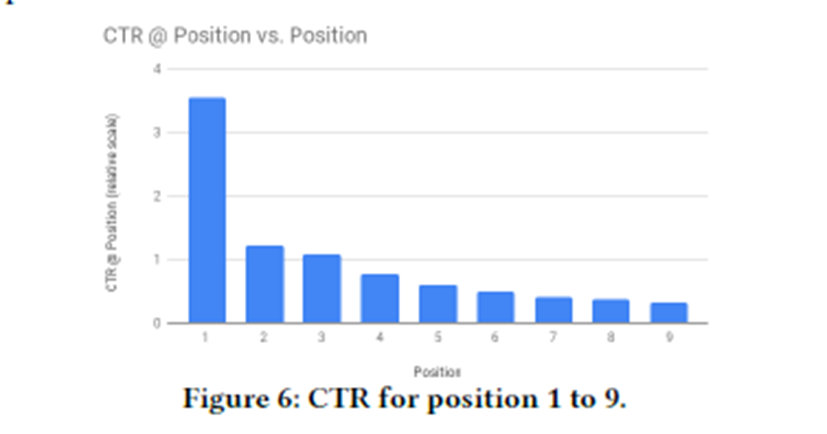 CTR @ Position vs. Position
4
3
2
1
0
CTR @ Position (relative scale)
1 2 3 4 5 6 7 8 9
Position
Figure 6: CTR for position 1 to 9.